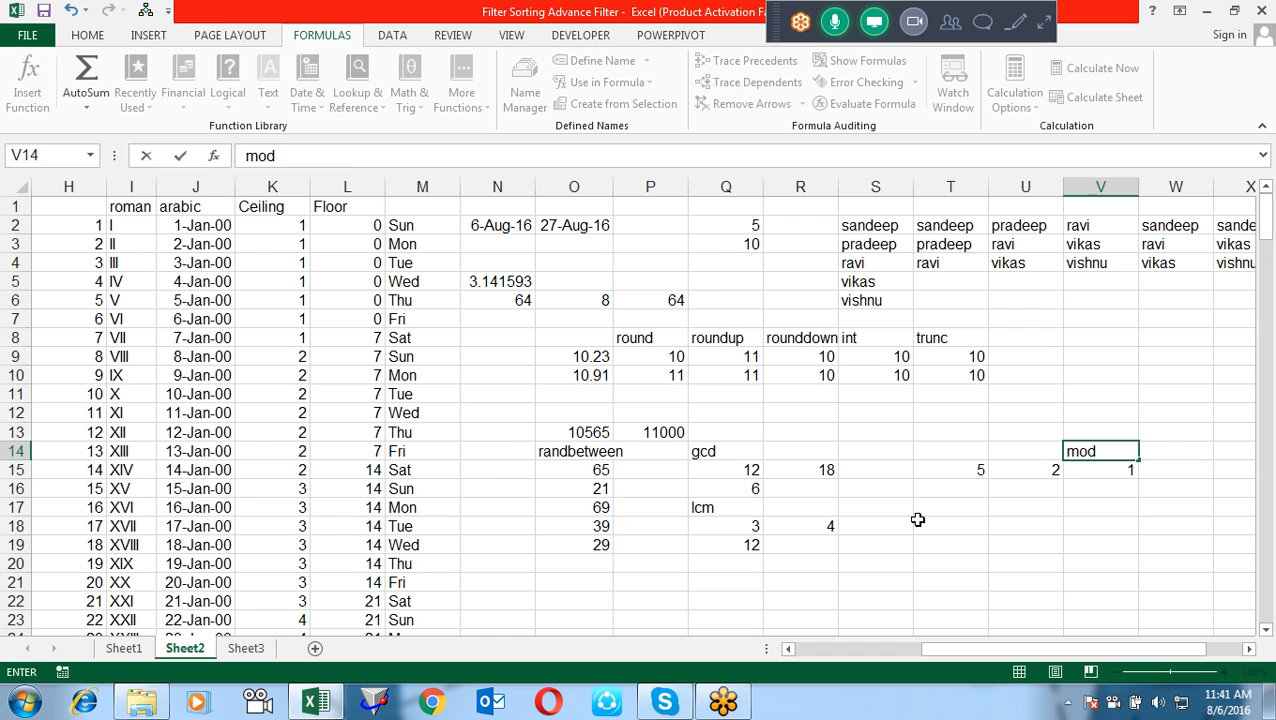 Filter Sorting Advance Filter - Excel (Product Activation Fa
FILE HOME INSERT PAGE LAYOUT FORMULAS DATA REVIEW VIEW DEVELOPER POWERPIVOT Sign in
Insert Function
AutoSum
Recently Used
Financial
Logical
Text
Date & Time
Lookup & Reference
Math & Trig
More Functions
Function Library
Name Manager
Define Name
Use in Formula
Create from Selection
Defined Names
Trace Precedents
Trace Dependents
Remove Arrows
Show Formulas
Error Checking
Evaluate Formula
Formula Auditing
Watch Window
Calculation Options
Calculate Now
Calculate Sheet
Calculation
V14 fx mod
H I J K L M N O P Q R S T U V W X
1 roman arabic Ceiling Floor
2 1 I 1-Jan-00 1 0 Sun 6-Aug-16 27-Aug-16 5 sandeep sandeep pradeep ravi sandeep sande
3 2 II 2-Jan-00 1 0 Mon 10 pradeep pradeep ravi vikas ravi vikas
4 3 III 3-Jan-00 1 0 Tue ravi ravi vikas vishnu vikas vishnu
5 4 IV 4-Jan-00 1 0 Wed 3.141593 vikas
6 5 V 5-Jan-00 1 0 Thu 64 8 64 vishnu
7 6 VI 6-Jan-00 1 0 Fri
8 7 VII 7-Jan-00 1 7 Sat round roundup rounddown int trunc
9 8 VIII 8-Jan-00 2 7 Sun 10.23 10 11 10 10 10
10 9 IX 9-Jan-00 2 7 Mon 10.91 11 11 10 10 10
11 10 X 10-Jan-00 2 7 Tue
12 11 XI 11-Jan-00 2 7 Wed
13 12 XII 12-Jan-00 2 7 Thu 10565 11000
14 13 XIII 13-Jan-00 2 7 Fri randbetween gcd mod
15 14 XIV 14-Jan-00 2 14 Sat 65 12 18 5 2 1
16 15 XV 15-Jan-00 3 14 Sun 21 6
17 16 XVI 16-Jan-00 3 14 Mon 69 lcm
18 17 XVII 17-Jan-00 3 14 Tue 39 3 4
19 18 XVIII 18-Jan-00 3 14 Wed 29 12
20 19 XIX 19-Jan-00 3 14 Thu
21 20 XX 20-Jan-00 3 14 Fri
22 21 XXI 21-Jan-00 3 21 Sat
23 22 XXII 22-Jan-00 4 21 Sun
Sheet1 Sheet2 Sheet3
ENTER 100%
11:41 AM
8/6/2016